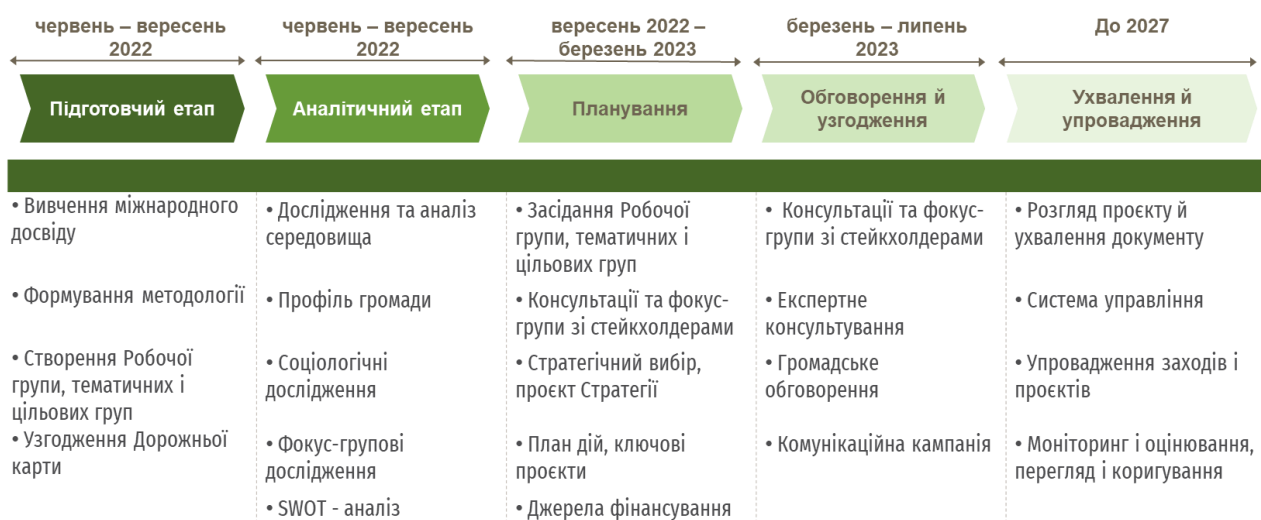 червень – вересень
2022
червень – вересень
2022
вересень 2022 –
березень 2023
березень – липень
2023
До 2027
Підготовчий етап
Аналітичний етап
Планування
Обговорення й
узгодження
Ухвалення й
упровадження
• Вивчення міжнародного
досвіду
• Формування методології
• Створення Робочої
групи, тематичних і
цільових груп
• Узгодження Дорожньої
карти
• Дослідження та аналіз
середовища
• Профіль громади
• Соціологічні
дослідження
• Фокус-групові
дослідження
• SWOT - аналіз
• Засідання Робочої
групи, тематичних і
цільових груп
• Консультації та фокус-
групи зі стейкхолдерами
• Стратегічний вибір,
проєкт Стратегії
• План дій, ключові
проєкти
• Джерела фінансування
• Консультації та фокус-
групи зі стейкхолдерами
• Експертне
консультування
• Громадське
обговорення
• Комунікаційна кампанія
• Розгляд проєкту й
ухвалення документу
• Система управління
• Упровадження заходів і
проєктів
• Моніторинг і оцінювання,
перегляд і коригування